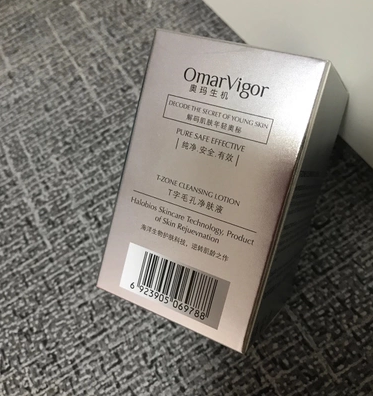 OmarVigor
奥玛生机
DECODE THE SECRET OF YOUNG SKIN
解码肌肤年轻奥秘
PURE SAFE EFFECTIVE
纯净.安全.有效
T-ZONE CLEANSING LOTION
T字毛孔净肤液
Halobios Skincare Technology, Product
of Skin Rejuevnation
海洋生物护肤科技，逆转肌龄之作
6 923905 069788